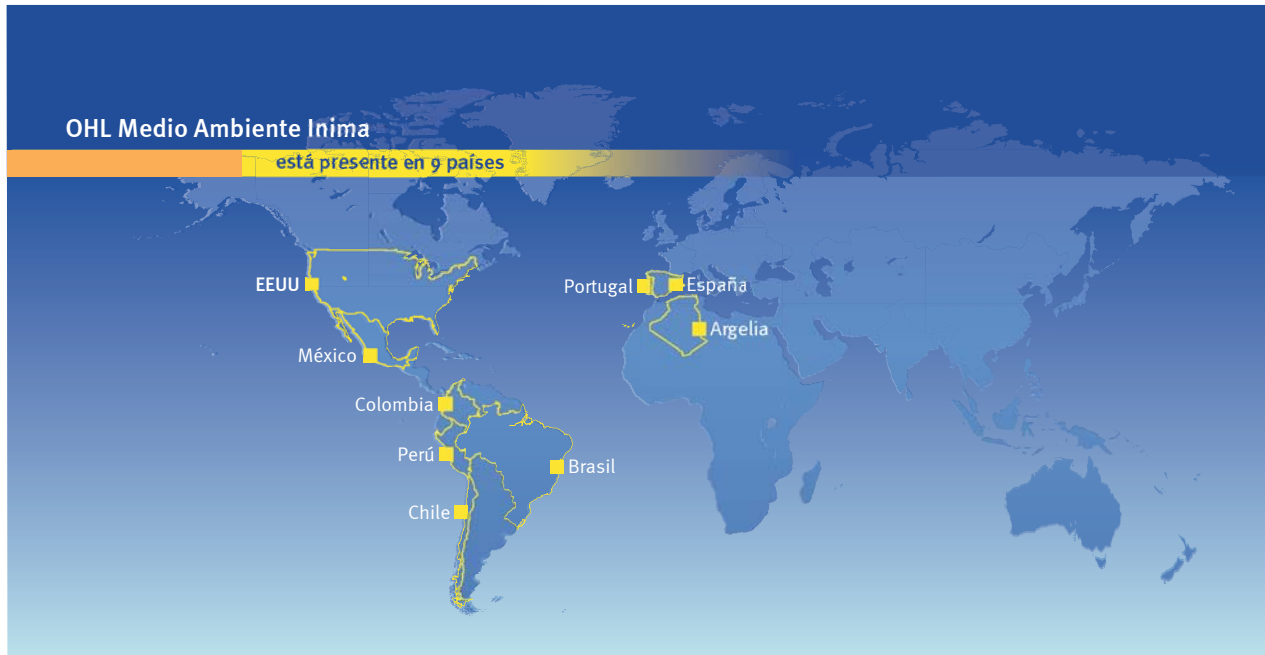 OHL Medio Ambiente Inima
está presente en 9 países
EEUU
Portugal
España
Argelia
México
Colombia
Perú
Brasil
Chile